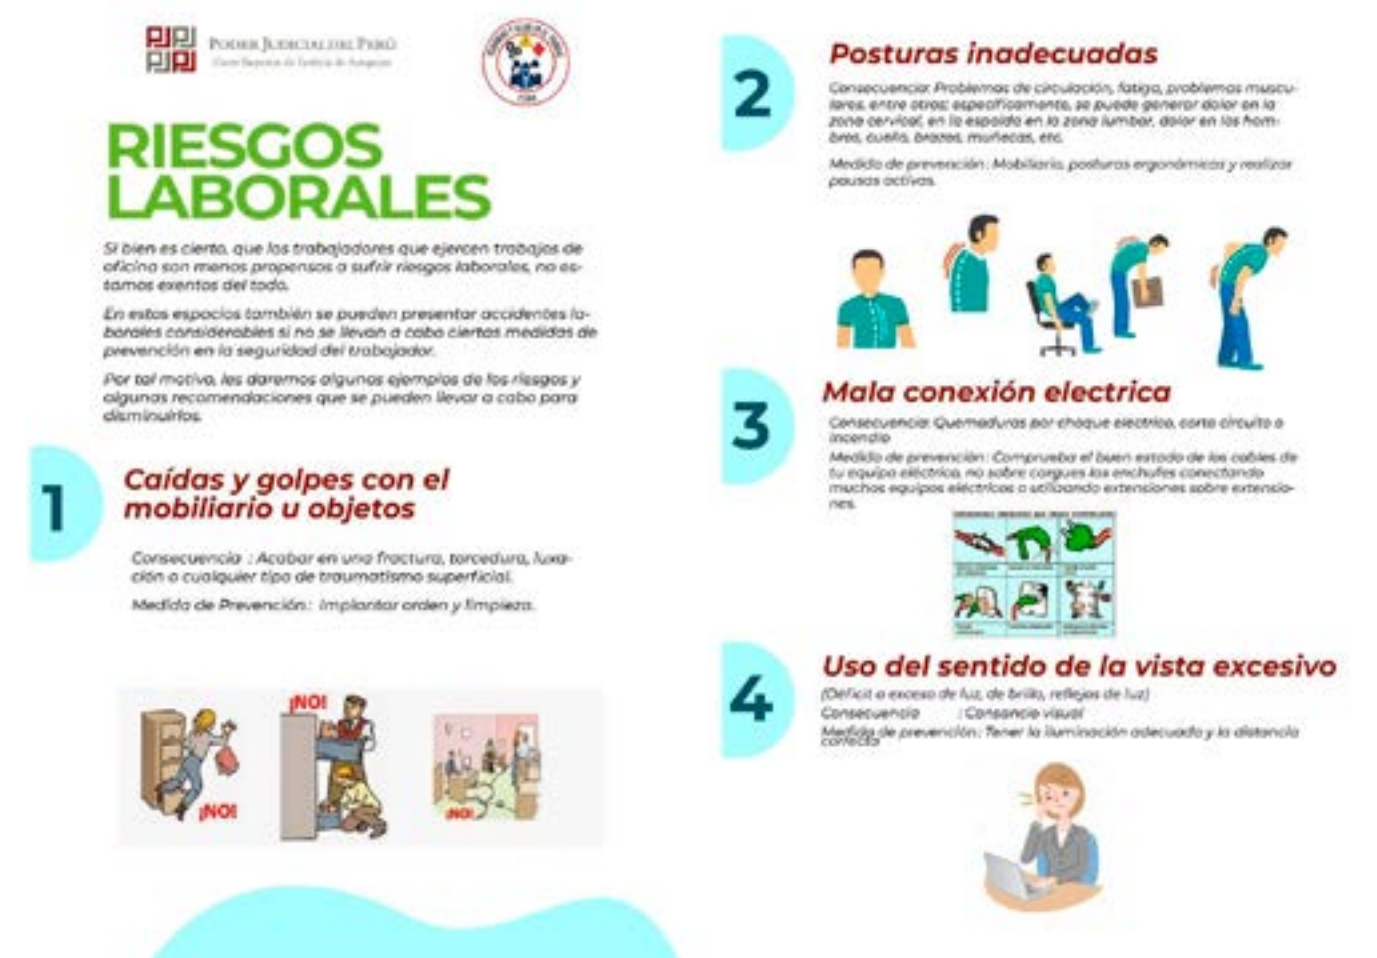 PODER JUDICIAL DEL PERÚ
Corte Superior de Justicia de Arequipa
RIESGOS
LABORALES
Si bien es cierto, que los trabajadores que ejercen trabajos de
oficina son menos propensos a sufrir riesgos laborales, no es-
tamos exentos del todo.
En estos espacios también se pueden presentar accidentes la-
borales considerables si no se llevan a cabo ciertas medidas de
prevención en la seguridad del trabajador.
Por tal motivo, les daremos algunos ejemplos de los riesgos y
algunas recomendaciones que se pueden llevar a cabo para
disminuirlos.
1
Caídas y golpes con el
mobiliario u objetos
Consecuencia : Acabar en una fractura, torcedura, luxa-
ción o cualquier tipo de traumatismo superficial.
Medida de Prevención: Implantar orden y limpieza.
¡NO!
¡NO!
¡NO!
2
Posturas inadecuadas
Consecuencia: Problemas de circulación, fatiga, problemas muscu-
lares, entre otros; específicamente, se puede generar dolor en la
zona cervical, en la espalda en la zona lumbar, dolor en los hom-
bros, cuello, brazos, muñecas, etc.
Medida de prevención: Mobiliario, posturas ergonómicas y realizar
pausas activas.
3
Mala conexión electrica
Consecuencia: Quemaduras por choque electrico, corto circuito o
incendio
Medida de prevención: Comprueba el buen estado de los cables de
tu equipo eléctrico, no sobre cargues los enchufes conectando
muchos equipos eléctricos o utilizando extensiones sobre extensio-
nes.
4
Uso del sentido de la vista excesivo
(Déficit o exceso de luz, de brillo, reflejos de luz)
Consecuencia : Cansancio visual
Medida de prevención: Tener la iluminación adecuada y la distancia
correcta